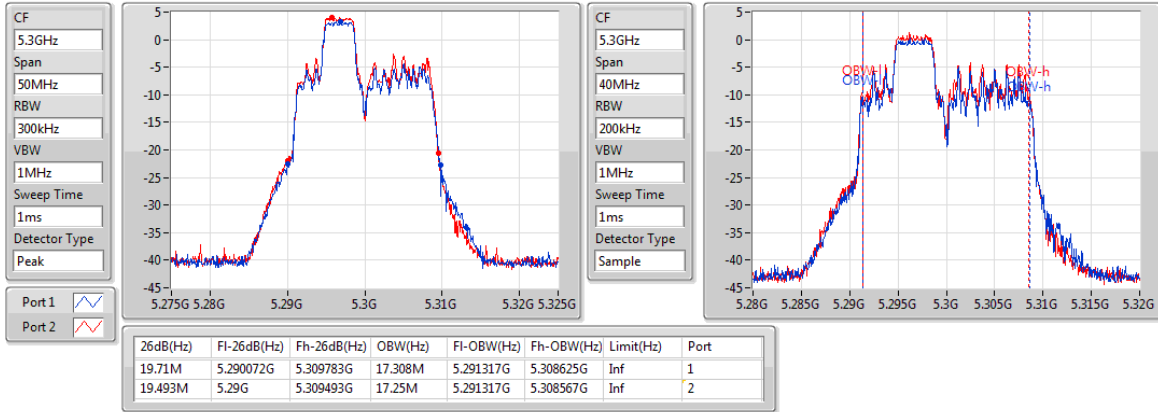 CF
5.3GHz
Span
50MHz
RBW
300kHz
VBW
1MHz
Sweep Time
1ms
Detector Type
Peak
Port 1
Port 2
5
0
-5
-10
-15
-20
-25
-30
-35
-40
-45
5.275G 5.28G 5.29G 5.3G 5.31G 5.32G 5.325G
CF
5.3GHz
Span
40MHz
RBW
200kHz
VBW
1MHz
Sweep Time
1ms
Detector Type
Sample
5
0
-5
-10
-15
-20
-25
-30
-35
-40
-45
OBW-h
OBW-h
5.28G 5.285G 5.29G 5.295G 5.3G 5.305G 5.31G 5.315G 5.32G
26dB(Hz) Fl-26dB(Hz) Fh-26dB(Hz) OBW(Hz) Fl-OBW(Hz) Fh-OBW(Hz) Limit(Hz) Port
19.71M 5.290072G 5.309783G 17.308M 5.291317G 5.308625G Inf 1
19.493M 5.29G 5.309493G 17.25M 5.291317G 5.308567G Inf 2